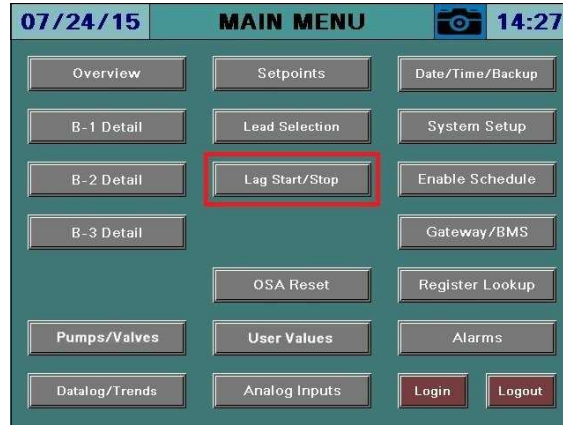 07/24/15 MAIN MENU 14:27
Overview Setpoints Date/Time/Backup
B-1 Detail Lead Selection System Setup
B-2 Detail Lag Start/Stop Enable Schedule
B-3 Detail Gateway/BMS
OSA Reset Register Lookup
Pumps/Valves User Values Alarms
Datalog/Trends Analog Inputs Login Logout